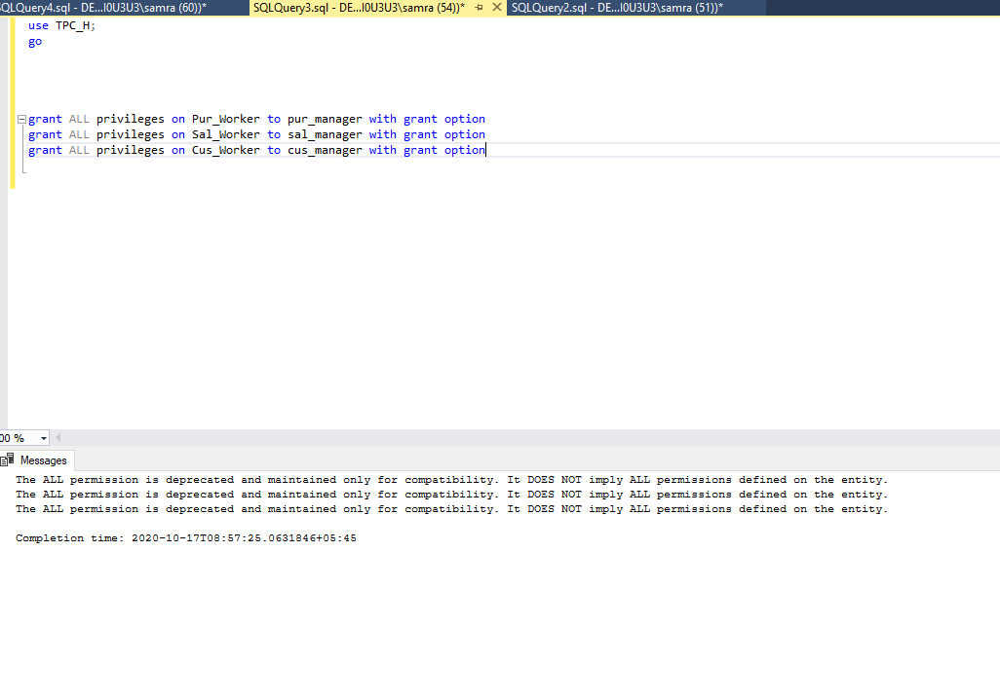 SQLQuery4.sql - DE...I0U3U3\samra (60))* SQLQuery3.sql - DE...I0U3U3\samra (54))* SQLQuery2.sql - DE...I0U3U3\samra (51))*
use TPC_H;
go
grant ALL privileges on Pur_Worker to pur_manager with grant option
grant ALL privileges on Sal_Worker to sal_manager with grant option
grant ALL privileges on Cus_Worker to cus_manager with grant option
00 %
Messages
The ALL permission is deprecated and maintained only for compatibility. It DOES NOT imply ALL permissions defined on the entity.
The ALL permission is deprecated and maintained only for compatibility. It DOES NOT imply ALL permissions defined on the entity.
The ALL permission is deprecated and maintained only for compatibility. It DOES NOT imply ALL permissions defined on the entity.
Completion time: 2020-10-17T08:57:25.0631846+05:45